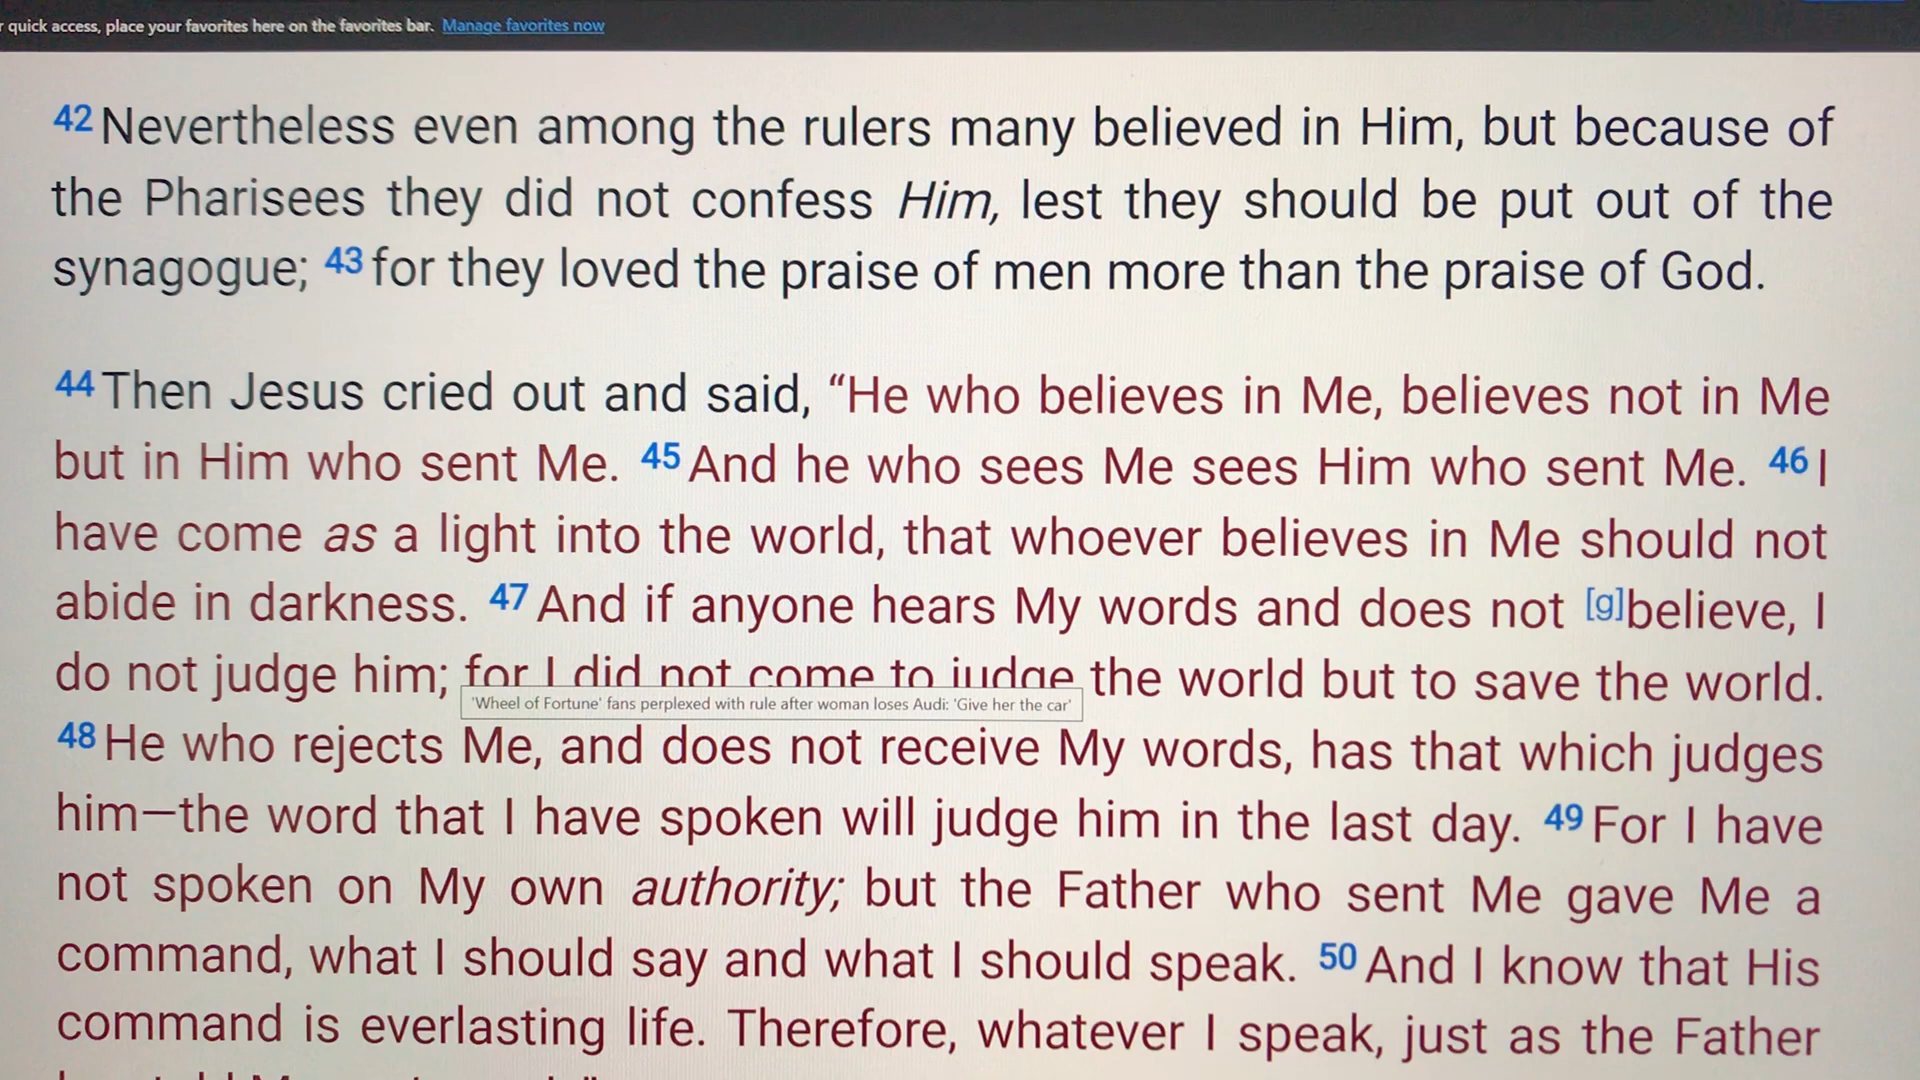 quick access, place your favorites here on the favorites bar. Manage favorites now
42 Nevertheless even among the rulers many believed in Him, but because of
the Pharisees they did not confess Him, lest they should be put out of the
synagogue; 43 for they loved the praise of men more than the praise of God.
44 Then Jesus cried out and said, “He who believes in Me, believes not in Me
but in Him who sent Me. 45 And he who sees Me sees Him who sent Me. 46 I
have come as a light into the world, that whoever believes in Me should not
abide in darkness. 47 And if anyone hears My words and does not [g]believe, I
do not judge him; for I did not come to judge the world but to save the world.
'Wheel of Fortune' fans perplexed with rule after woman loses Audi: 'Give her the car'
48 He who rejects Me, and does not receive My words, has that which judges
him—the word that I have spoken will judge him in the last day. 49 For I have
not spoken on My own authority; but the Father who sent Me gave Me a
command, what I should say and what I should speak. 50 And I know that His
command is everlasting life. Therefore, whatever I speak, just as the Father